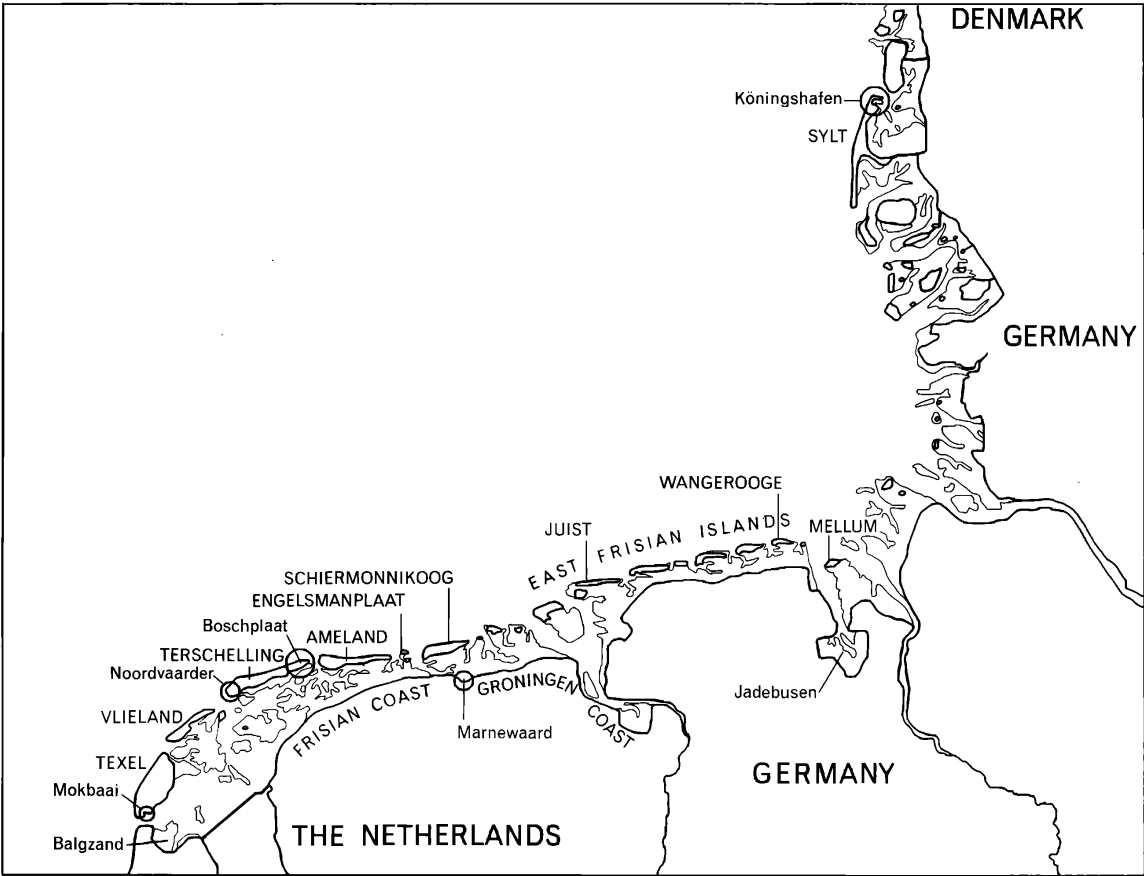 DENMARK
Köningshafen
SYLT
GERMANY
WANGEROOGE
JUIST
EAST FRISIAN ISLANDS
MELLUM
SCHIERMONNIKOOG
ENGELSMANPLAAT
Boschplaat
AMELAND
TERSCHELLING
Noordvaarder
VLIELAND
FRISIAN COAST
GRONINGEN COAST
Marnewaard
Jadebusen
TEXEL
Mokbaai
GERMANY
THE NETHERLANDS
Balgzand